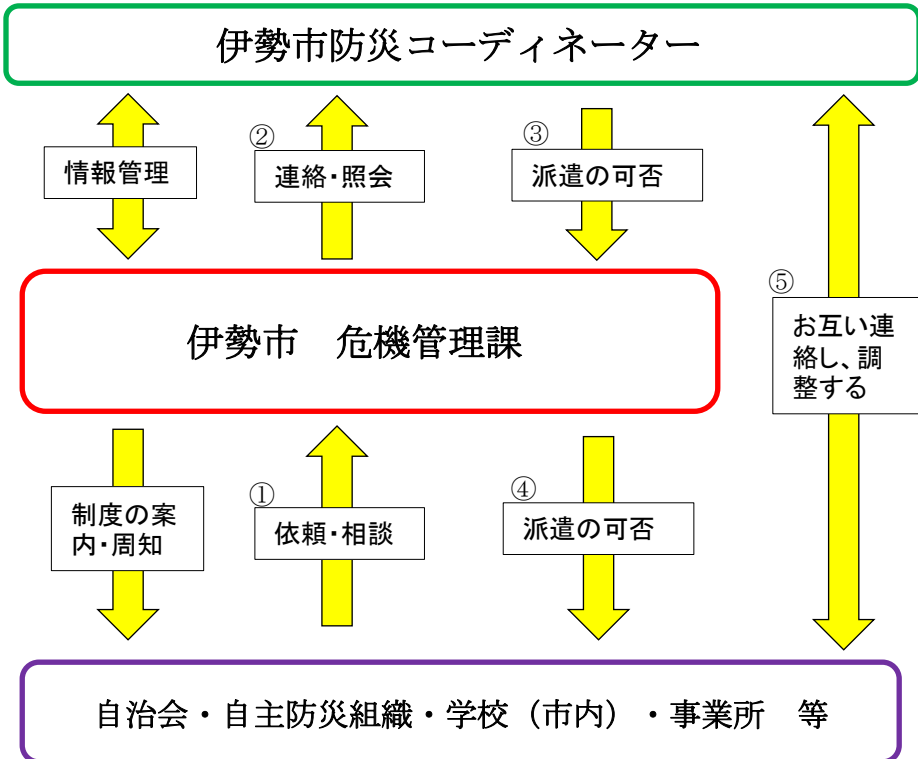 伊勢市防災コーディネーター
情報管理
②
連絡・照会
③
派遣の可否
伊勢市　危機管理課
⑤
お互い連
絡し、調
整する
制度の案
内・周知
①
依頼・相談
④
派遣の可否
自治会・自主防災組織・学校（市内）・事業所　等